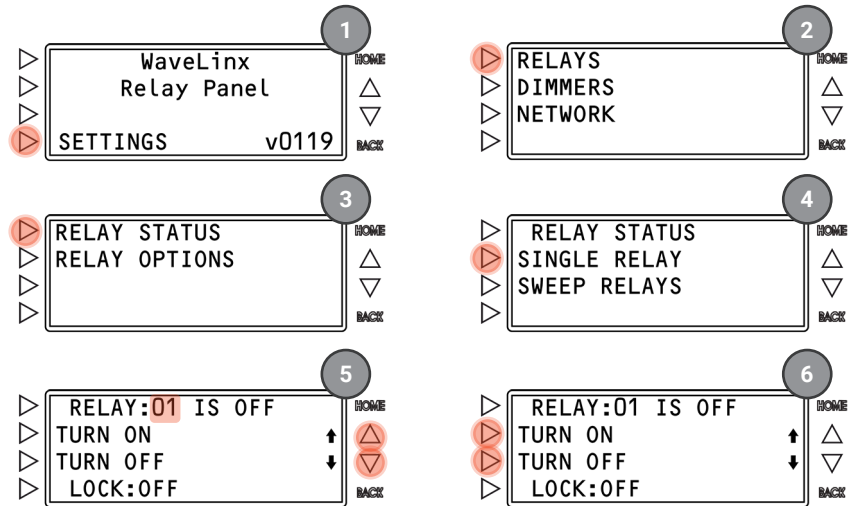 1
WaveLinx
Relay Panel
SETTINGS v0119
HOME
BACK
2
RELAYS
DIMMERS
NETWORK
HOME
BACK
3
RELAY STATUS
RELAY OPTIONS
HOME
BACK
4
RELAY STATUS
SINGLE RELAY
SWEEP RELAYS
HOME
BACK
5
RELAY:01 IS OFF
TURN ON
TURN OFF
LOCK:OFF
HOME
BACK
6
RELAY:01 IS OFF
TURN ON
TURN OFF
LOCK:OFF
HOME
BACK